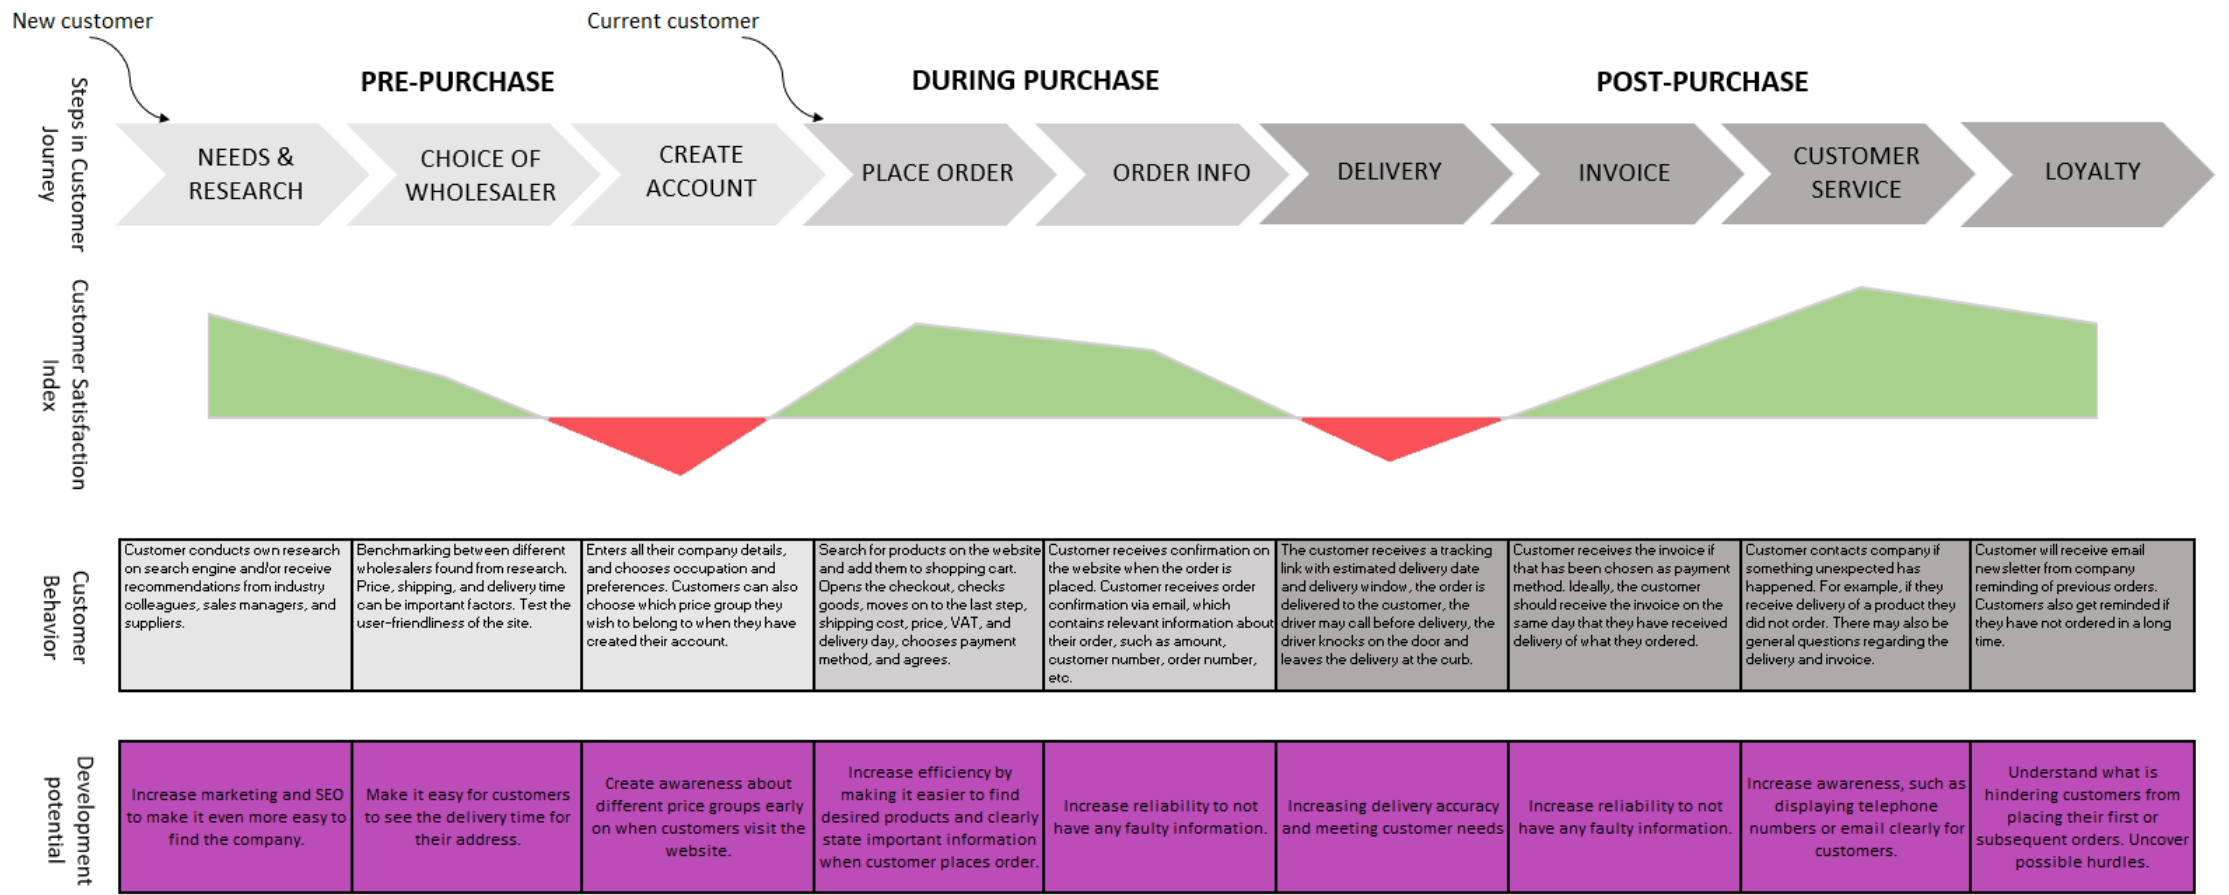 New customer
Current customer
PRE-PURCHASE
DURING PURCHASE
POST-PURCHASE
Steps in Customer
Journey
NEEDS &
RESEARCH
CHOICE OF
WHOLESALER
CREATE
ACCOUNT
PLACE ORDER
ORDER INFO
DELIVERY
INVOICE
CUSTOMER
SERVICE
LOYALTY
Customer Satisfaction
Index
Customer
Behavior
Customer conducts own research
on search engine and/or receive
recommendations from industry
colleagues, sales managers, and
suppliers.
Benchmarking between different
wholesalers found from research.
Price, shipping, and delivery time
can be important factors. Test the
user-friendliness of the site.
Enters all their company details,
and chooses occupation and
preferences. Customers can also
choose which price group they
wish to belong to when they have
created their account.
Search for products on the website
and add them to shopping cart.
Opens the checkout, checks
goods, moves on to the last step,
shipping cost, price, VAT, and
delivery day, chooses payment
method, and agrees.
Customer receives confirmation on
the website when the order is
placed. Customer receives order
confirmation via email, which
contains relevant information about
their order, such as amount,
customer number, order number,
etc.
The customer receives a tracking
link with estimated delivery date
and delivery window, the order is
delivered to the customer, the
driver may call before delivery, the
driver knocks on the door and
leaves the delivery at the curb.
Customer receives the invoice if
that has been chosen as payment
method. Ideally, the customer
should receive the invoice on the
same day that they have received
delivery of what they ordered.
Customer contacts company if
something unexpected has
happened. For example, if they
receive delivery of a product they
did not order. There may also be
general questions regarding the
delivery and invoice.
Customer will receive email
newsletter from company
reminding of previous orders.
Customers also get reminded if
they have not ordered in a long
time.
Development
potential
Increase marketing and SEO
to make it even more easy to
find the company.
Make it easy for customers
to see the delivery time for
their address.
Create awareness about
different price groups early
on when customers visit the
website.
Increase efficiency by
making it easier to find
desired products and clearly
state important information
when customer places order.
Increase reliability to not
have any faulty information.
Increasing delivery accuracy
and meeting customer needs
Increase reliability to not
have any faulty information.
Increase awareness, such as
displaying telephone
numbers or email clearly for
customers.
Understand what is
hindering customers from
placing their first or
subsequent orders. Uncover
possible hurdles.